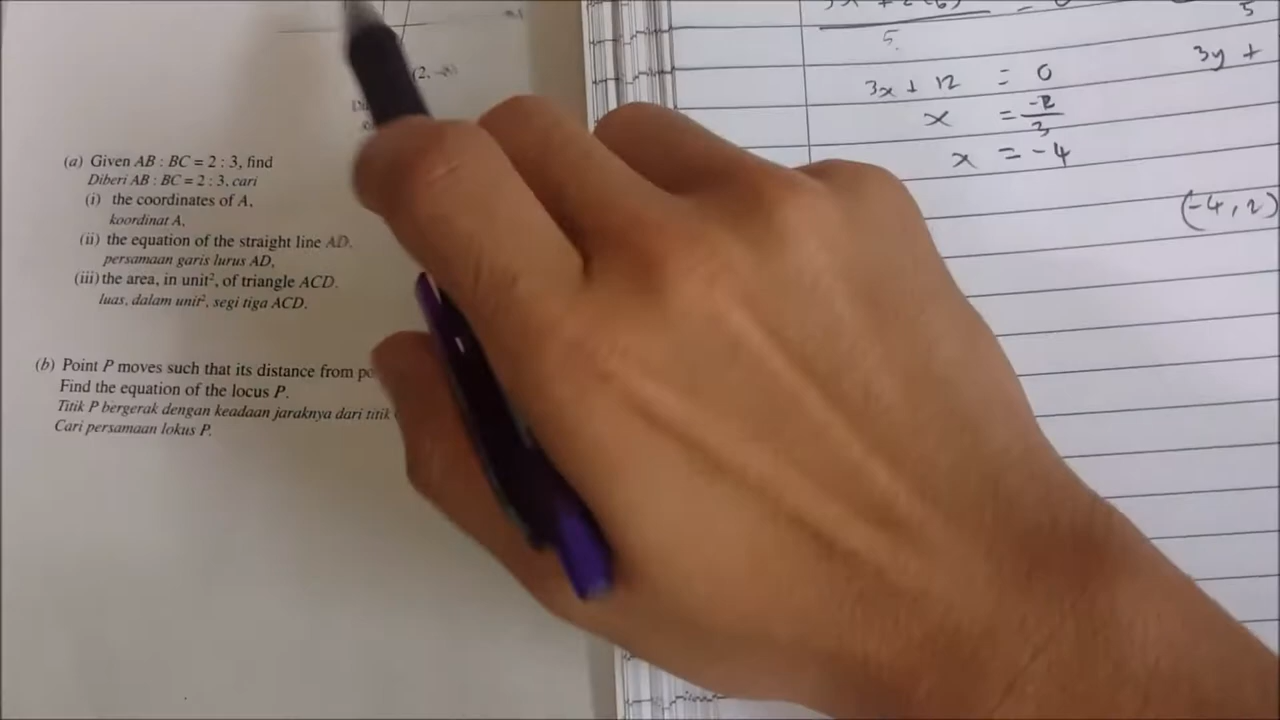 (2,
(a) Given AB : BC = 2 : 3, find
Diberi AB : BC = 2 : 3, cari
(i) the coordinates of A,
koordinat A,
(ii) the equation of the straight line AD,
persamaan garis lurus AD,
(iii) the area, in unit², of triangle ACD.
luas, dalam unit², segi tiga ACD.
(b) Point P moves such that its distance from
Find the equation of the locus P.
Titik P bergerak dengan keadaan jaraknya dari titik
Cari persamaan lokus P.
5
5
3x + 12 = 0
x = -12/3
x = -4
3y +
(-4, 2)